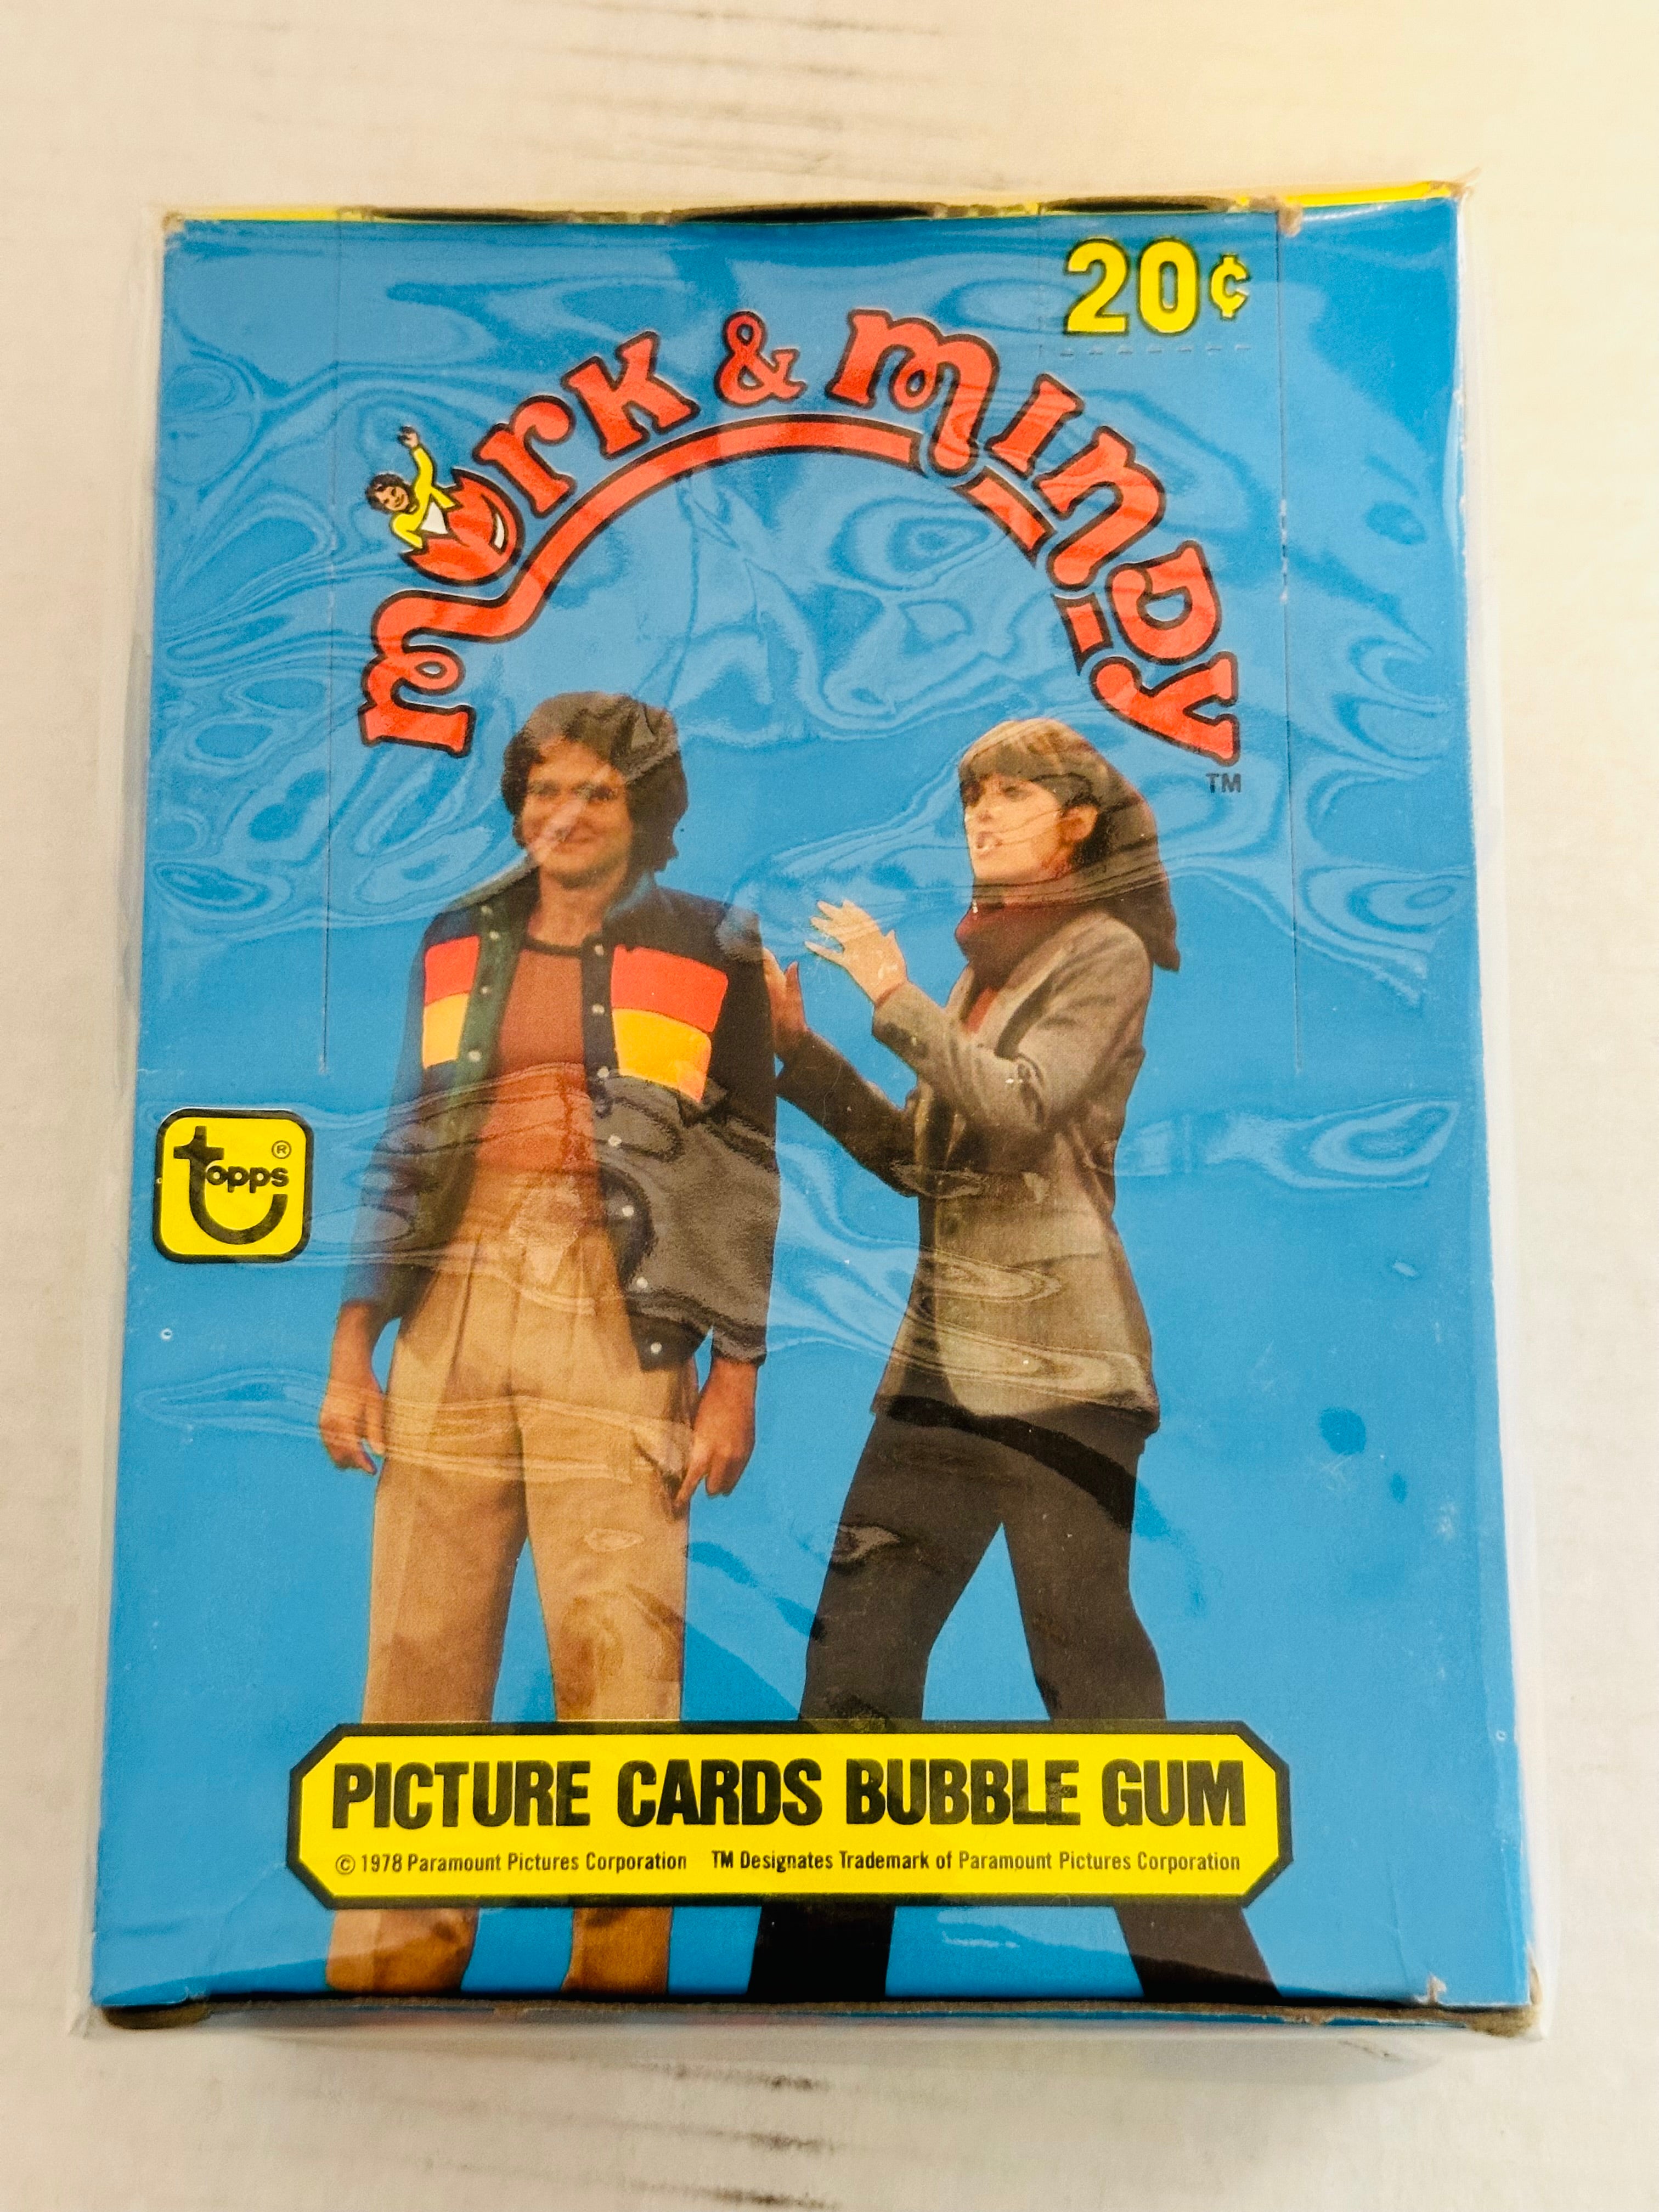 20¢
mork & mindy
TM
topps®
PICTURE CARDS BUBBLE GUM
© 1978 Paramount Pictures Corporation TM Designates Trademark of Paramount Pictures Corporation